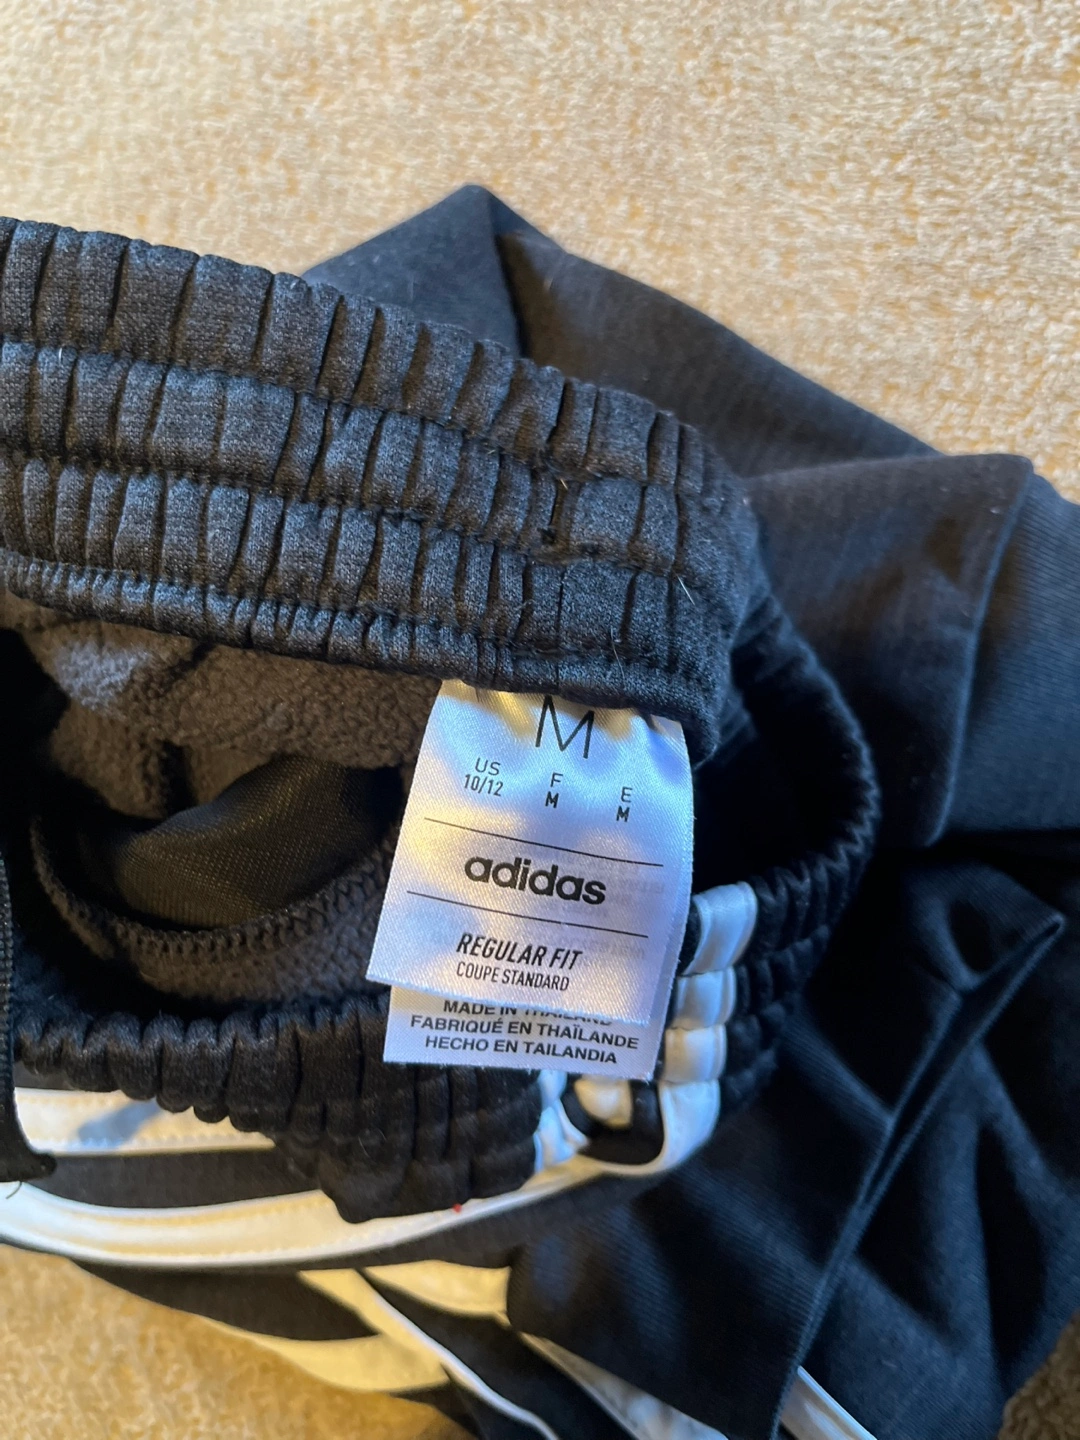 M
US F E
10/12 M M
adidas
REGULAR FIT
COUPE STANDARD
MADE IN THAILAND
FABRIQUÉ EN THAÏLANDE
HECHO EN TAILANDIA